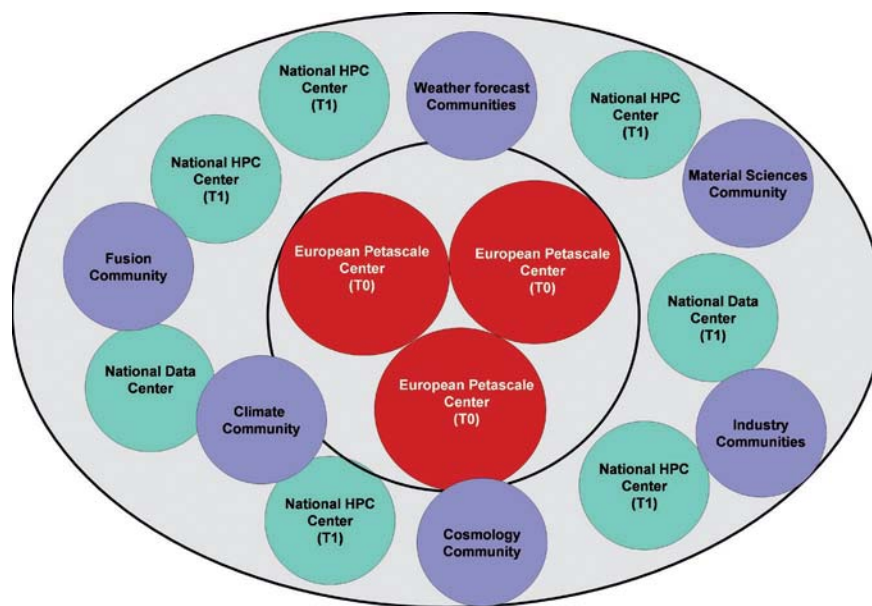 National HPC
Center
(T1)
Weather forecast
Communities
National HPC
Center
(T1)
National HPC
Center
(T1)
Material Sciences
Community
Fusion
Community
European Petascale
Center
(T0)
European Petascale
Center
(T0)
National Data
Center
(T1)
National Data
Center
Climate
Community
European Petascale
Center
(T0)
Industry
Communities
National HPC
Center
(T1)
National HPC
Center
(T1)
Cosmology
Community